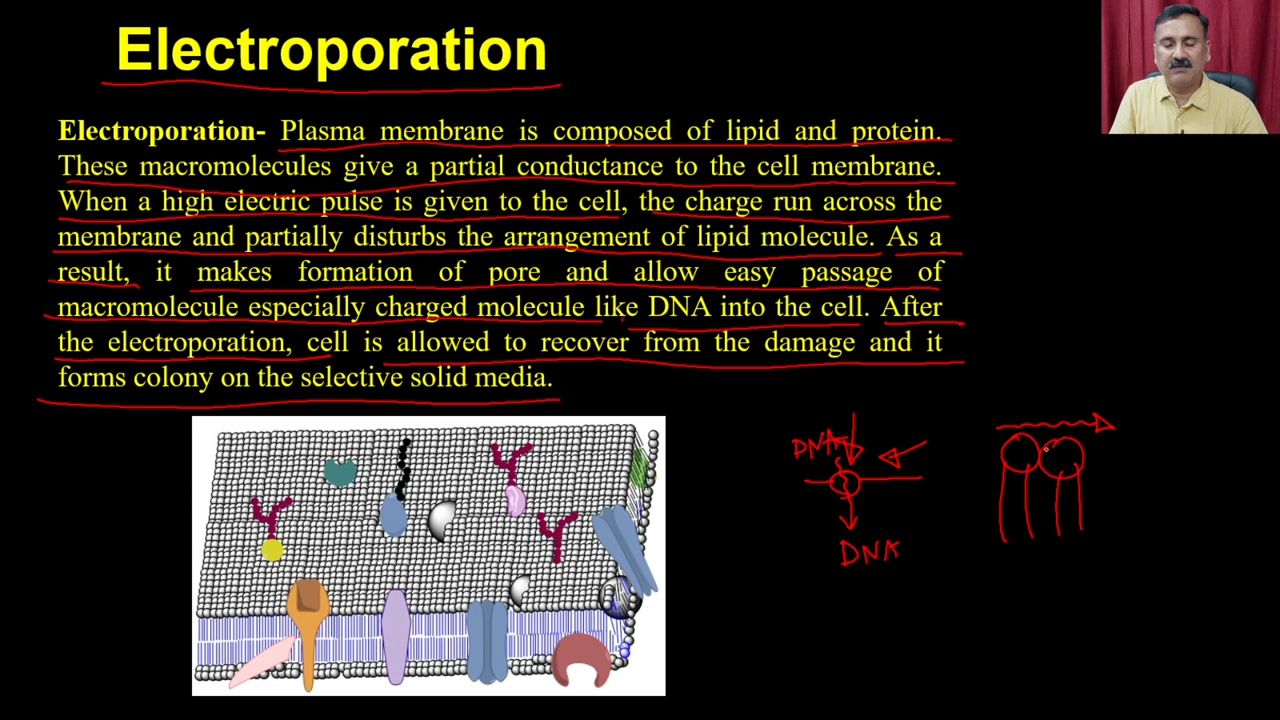 Electroporation
Electroporation- Plasma membrane is composed of lipid and protein.
These macromolecules give a partial conductance to the cell membrane.
When a high electric pulse is given to the cell, the charge run across the
membrane and partially disturbs the arrangement of lipid molecule. As a
result, it makes formation of pore and allow easy passage of
macromolecule especially charged molecule like DNA into the cell. After
the electroporation, cell is allowed to recover from the damage and it
forms colony on the selective solid media.
DNA
DNA